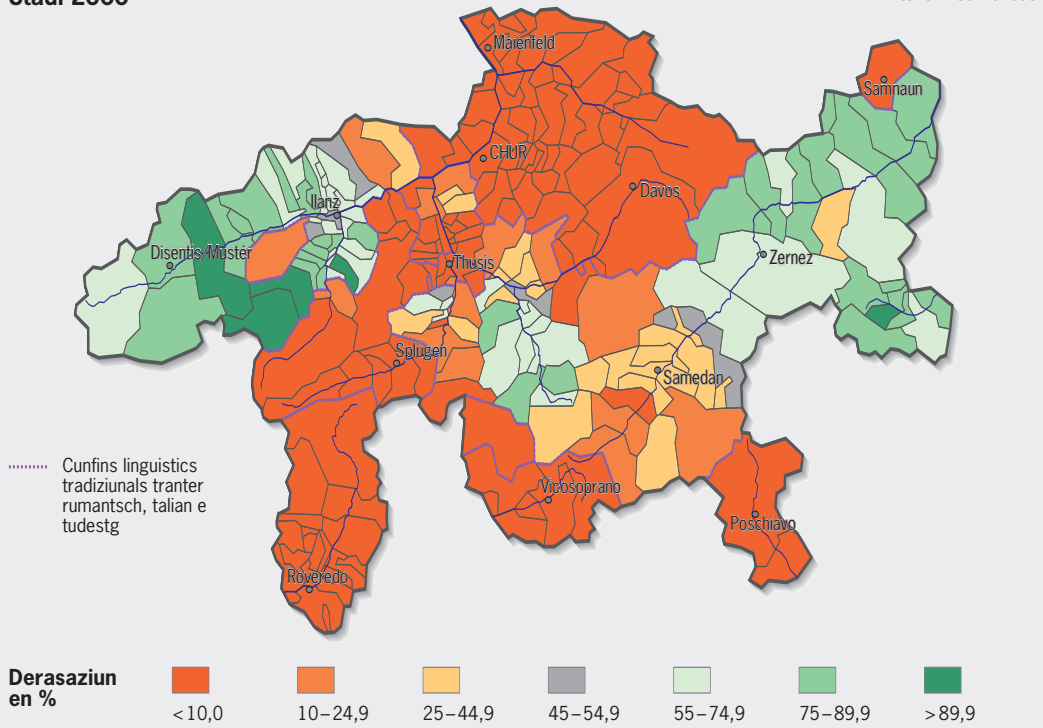 Maienfeld
Samnaun
CHUR
Davos
Ilanz
Disentis/Mustér
Thusis
Zernez
Splügen
Samedan
Cunfins linguistics
tradiziunals tranter
rumantsch, talian e
tudestg
Vicosoprano
Poschiavo
Roveredo
Derasaziun
en %
<10,0
10–24,9
25–44,9
45–54,9
55–74,9
75–89,9
>89,9